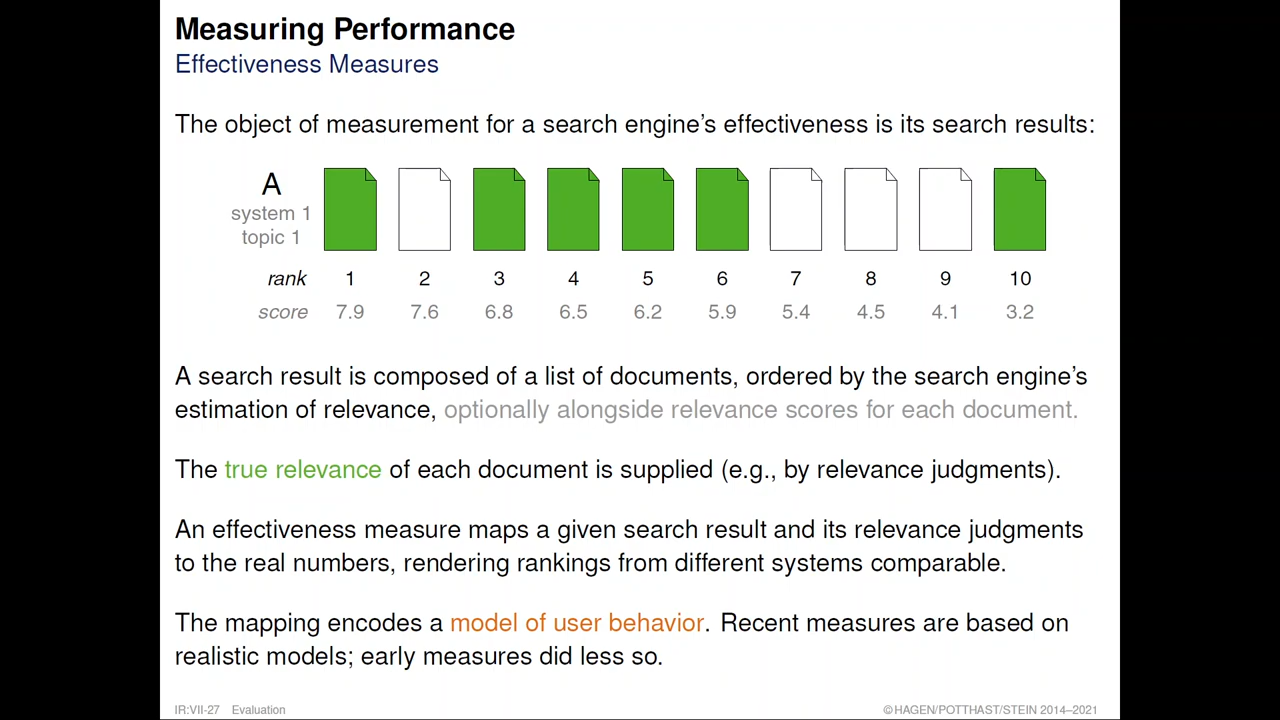 Measuring Performance
Effectiveness Measures
The object of measurement for a search engine’s effectiveness is its search results:
A
system 1
topic 1
rank 1 2 3 4 5 6 7 8 9 10
score 7.9 7.6 6.8 6.5 6.2 5.9 5.4 4.5 4.1 3.2
A search result is composed of a list of documents, ordered by the search engine’s
estimation of relevance, optionally alongside relevance scores for each document.
The true relevance of each document is supplied (e.g., by relevance judgments).
An effectiveness measure maps a given search result and its relevance judgments
to the real numbers, rendering rankings from different systems comparable.
The mapping encodes a model of user behavior. Recent measures are based on
realistic models; early measures did less so.
IR:VII-27 Evaluation ©HAGEN/POTTHAST/STEIN 2014–2021